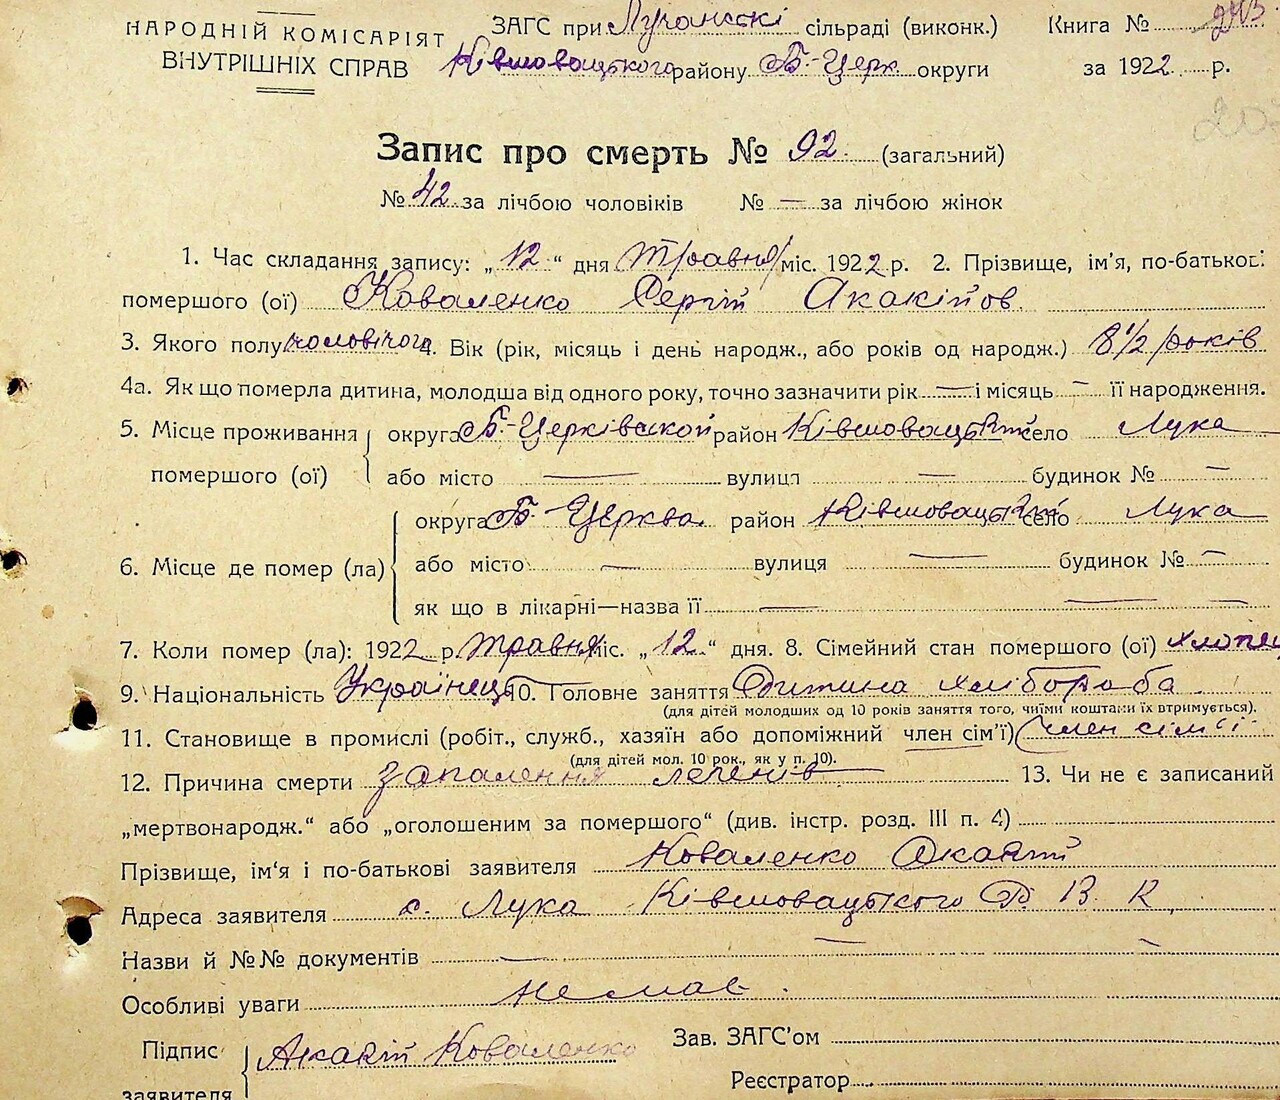 НАРОДНІЙ КОМІСАРІЯТ
ВНУТРІШНІХ СПРАВ
ЗАГС при Лучанські сільраді (виконк.) Книга №
Ківшовацького району Б-Церк округи за 1922 р.
Запис про смерть № 92 (загальний)
№ 42 за лічбою чоловіків № — за лічбою жінок
1. Час складання запису: „12“ дня травня міс. 1922 р. 2. Прізвище, ім'я, по-батькові
помершого (ої) Коваленко Сергій Акакійов.
3. Якого полу чоловічого 4. Вік (рік, місяць і день народж., або років од народж.) 8 1/2 років
4а. Як що померла дитина, молодша від одного року, точно зазначити рік — і місяць — її народження.
5. Місце проживання помершого (ої) округа Б-Церківської район Ківшовацький село Лука
або місто — вулиця — будинок № —
6. Місце де помер (ла) округа Б-Церква район Ківшовацький село Лука
або місто — вулиця — будинок № —
як що в лікарні—назва її —
7. Коли помер (ла): 1922 р. травня міс. „12“ дня. 8. Сімейний стан помершого (ої)
9. Національність Українець 10. Головне заняття Дитина хлібороба
(для дітей молодших од 10 років заняття того, чиїми коштами їх втримується).
11. Становище в промислі (робіт., служб., хазяїн або допоміжний член сім'ї) член сім'ї
(для дітей мол. 10 рок., як у п. 10).
12. Причина смерти запалення легенів 13. Чи не є записаний
„мертвонародж.“ або „оголошеним за помершого“ (див. інстр. розд. III п. 4)
Прізвище, ім'я і по-батькові заявителя Коваленко Акакій
Адреса заявителя с. Лука Ківшовацького Р. В. К.
Назви й №№ документів —
Особливі уваги немає.
Підпис заявителя Акакій Коваленко
Зав. ЗАГС'ом
Реєстратор